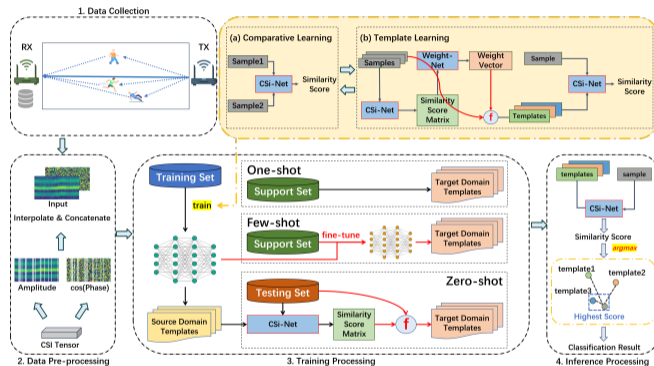 1. Data Collection
RX
TX
(a) Comparative Learning
Sample1
CSi-Net
Similarity
Score
Sample2
(b) Template Learning
Samples
Weight-
Net
Weight
Vector
Sample
CSi-Net
Similarity
Score
Matrix
f
Templates
CSi-Net
Similarity
Score
Input
Interpolate & Concatenate
Amplitude
cos(Phase)
CSI Tensor
2. Data Pre-processing
Training Set
train
Source Domain
Templates
One-shot
Support Set
Target Domain
Templates
Few-shot
Support Set
fine-tune
Target Domain
Templates
Zero-shot
Testing Set
CSi-Net
Similarity
Score
Matrix
f
Target Domain
Templates
3. Training Processing
templates
sample
CSi-Net
Similarity Score
argmax
template1
template2
template3
Highest Score
Classification Result
4. Inference Processing